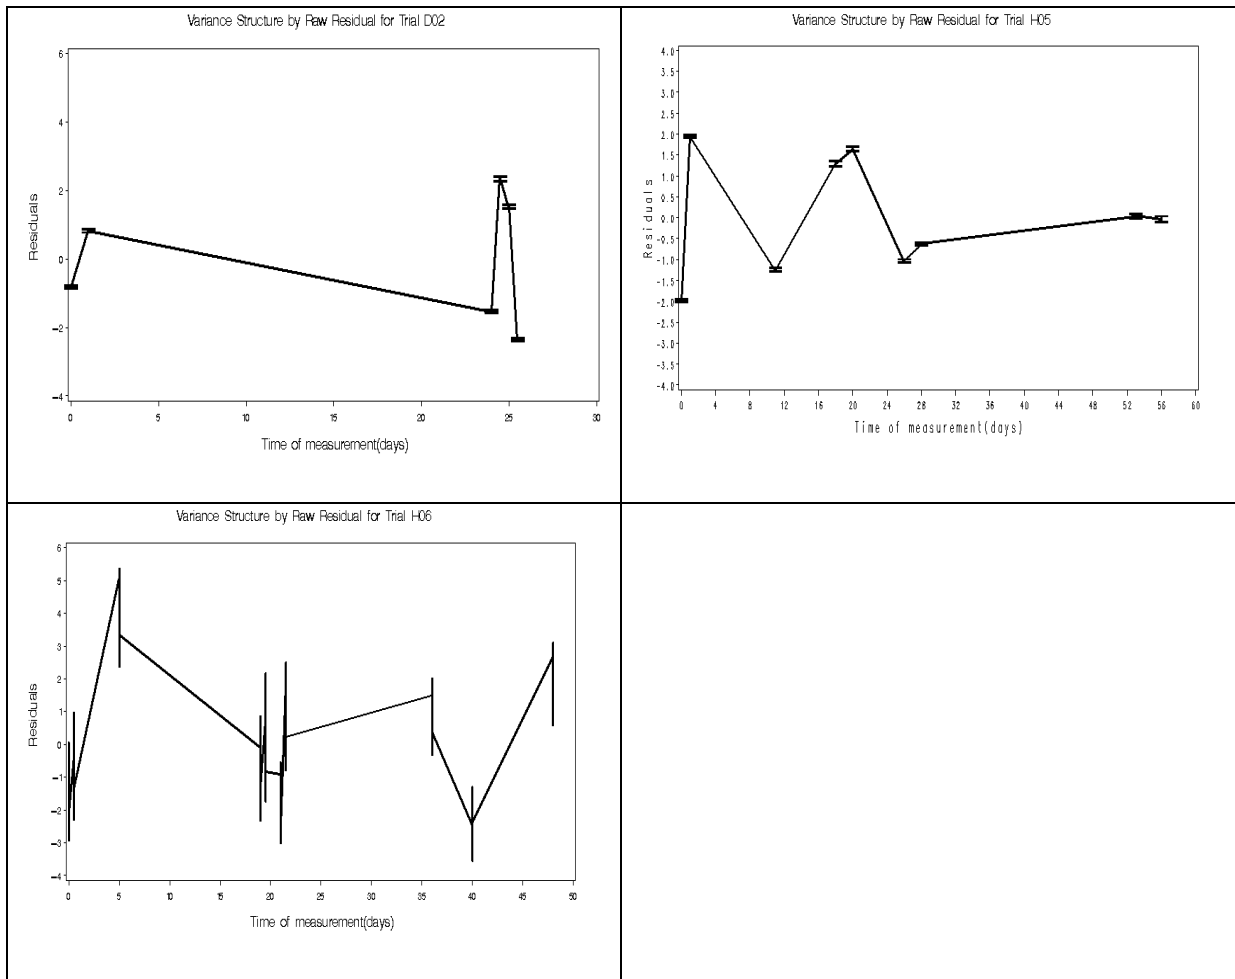 Variance Structure by Raw Residual for Trial D02
6
4
2
0
−2
−4
Residuals
0 5 10 15 20 25 30
Time of measurement(days)
Variance Structure by Raw Residual for Trial H05
4.0
3.5
3.0
2.5
2.0
1.5
1.0
0.5
0.0
-0.5
-1.0
-1.5
-2.0
-2.5
-3.0
-3.5
-4.0
Residuals
0 4 8 12 16 20 24 28 32 36 40 44 48 52 56 60
Time of measurement(days)
Variance Structure by Raw Residual for Trial H06
6
5
4
3
2
1
0
−1
−2
−3
−4
Residuals
0 5 10 15 20 25 30 35 40 45 50
Time of measurement(days)